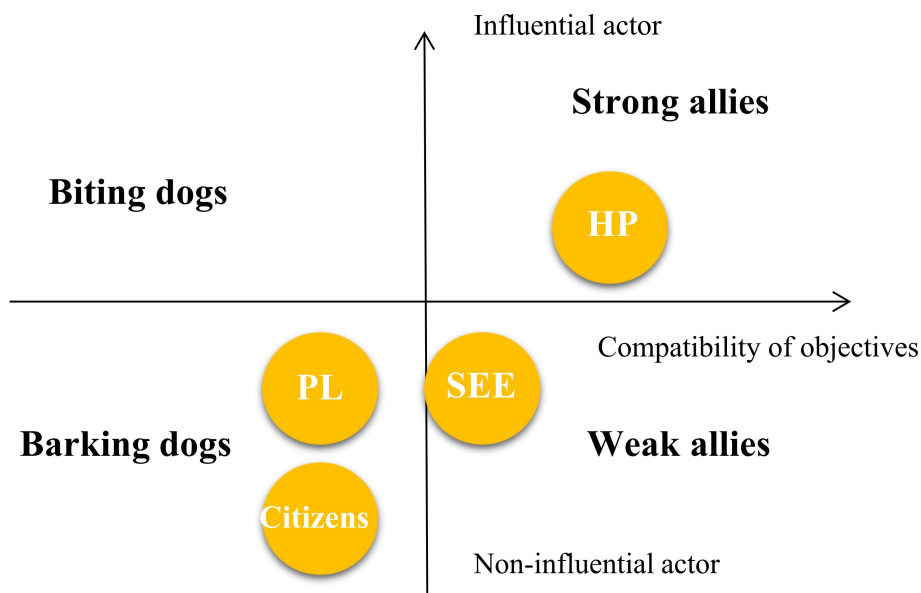 Influential actor
Strong allies
Biting dogs
HP
Compatibility of objectives
PL
SEE
Barking dogs
Weak allies
Citizens
Non-influential actor